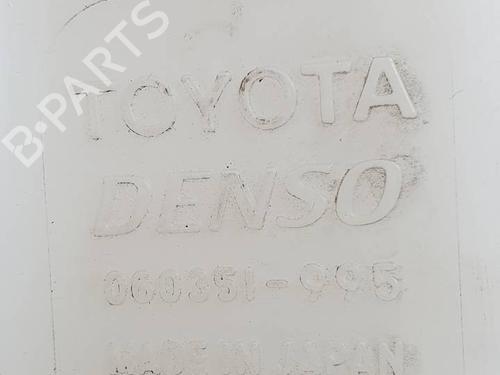 B-PARTS
TOYOTA
DENSO
060351-995
MADE IN JAPAN